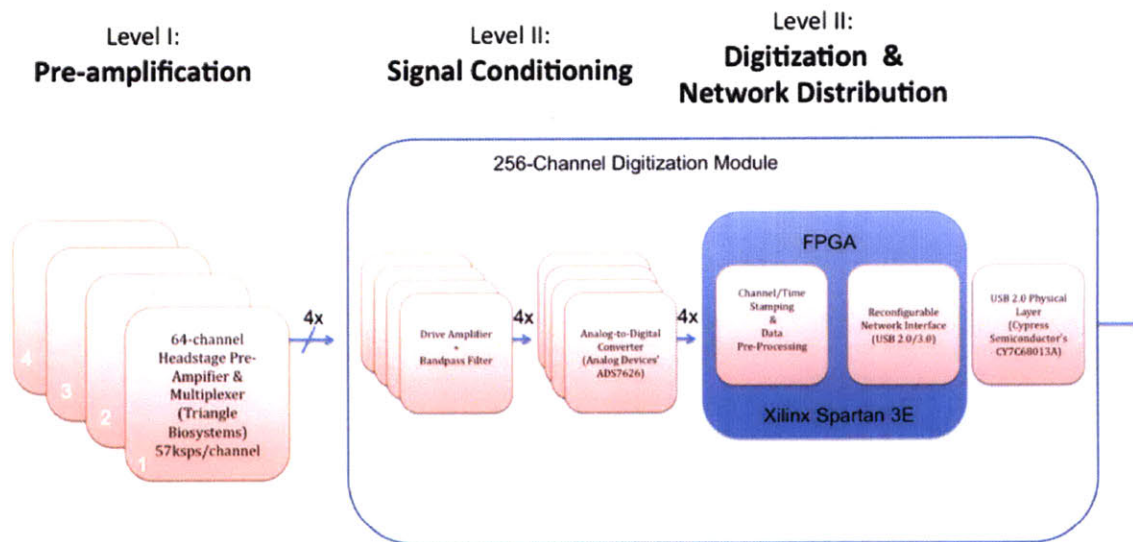 Level I:
Pre-amplification
Level II:
Signal Conditioning
Level II:
Digitization &
Network Distribution
256-Channel Digitization Module
4
3
2
1
64-channel
Headstage Pre-
Ampifier &
Multiplexer
(Triangle
Biosystems)
57ksps/channel
4x
Drive Amplifier
+
Bandpass Filter
4x
Analog-to-Digital
Converter
(Analog Devices'
ADS7626)
4x
FPGA
Channel/Time
Stamping
&
Data
Pre-Processing
Reconfigurable
Network Interface
(USB 2.0/3.0)
Xilinx Spartan 3E
USB 2.0 Physical
Layer
(Cypress
Semiconductor's
CY7C68013A)